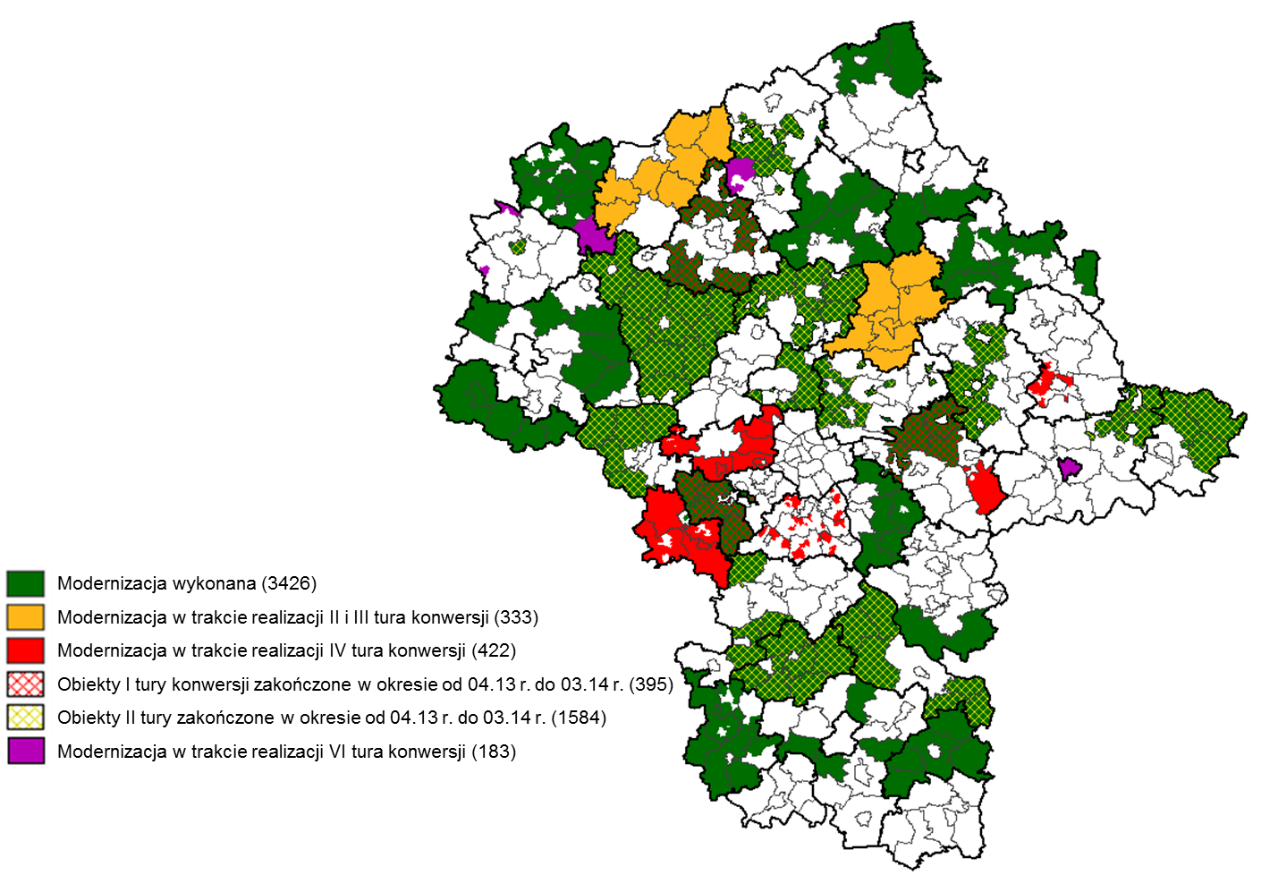 Modernizacja wykonana (3426)
Modernizacja w trakcie realizacji II i III tura konwersji (333)
Modernizacja w trakcie realizacji IV tura konwersji (422)
Obiekty I tury konwersji zakończone w okresie od 04.13 r. do 03.14 r. (395)
Obiekty II tury zakończone w okresie od 04.13 r. do 03.14 r. (1584)
Modernizacja w trakcie realizacji VI tura konwersji (183)